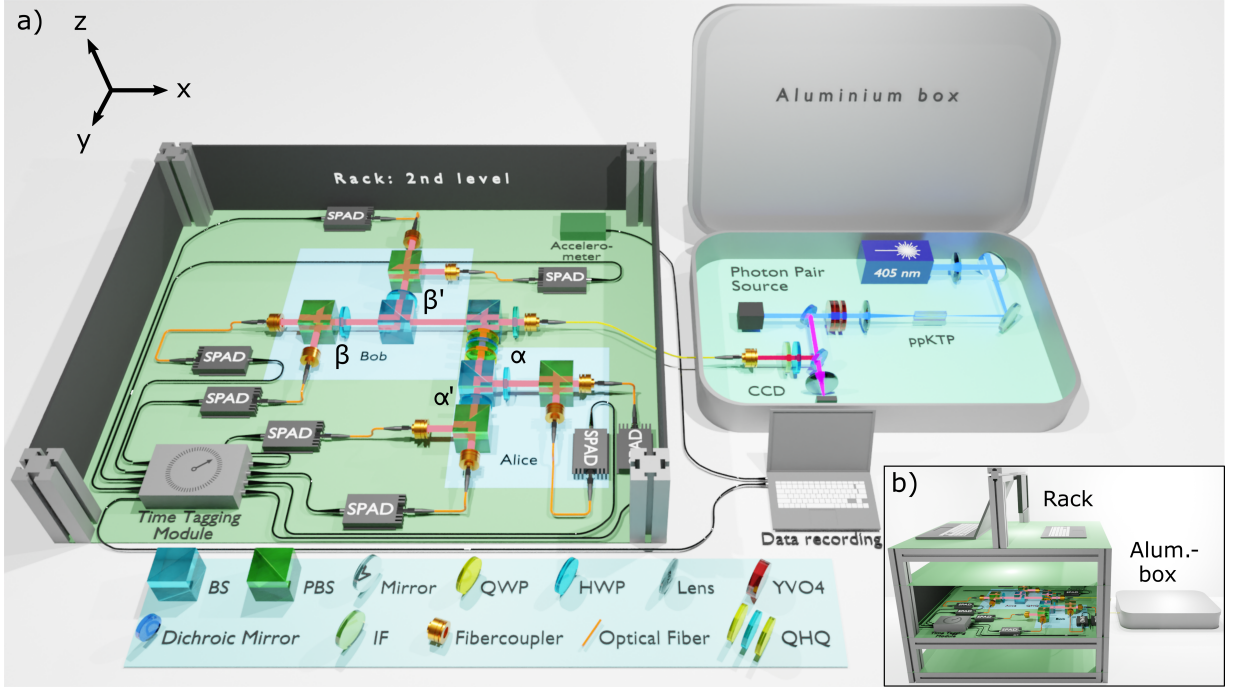 a)
z
x
y
Aluminium box
Rack: 2nd level
SPAD
Accelero-
meter
SPAD
405 nm
Photon Pair
Source
ppKTP
β'
β
Bob
α
α'
CCD
SPAD
SPAD
SPAD
SPAD
Alice
SPAD
Time Tagging
Module
Data recording
BS
PBS
Mirror
QWP
HWP
Lens
YVO4
Dichroic Mirror
IF
Fibercoupler
Optical Fiber
QHQ
b)
Rack
Alum.-
box